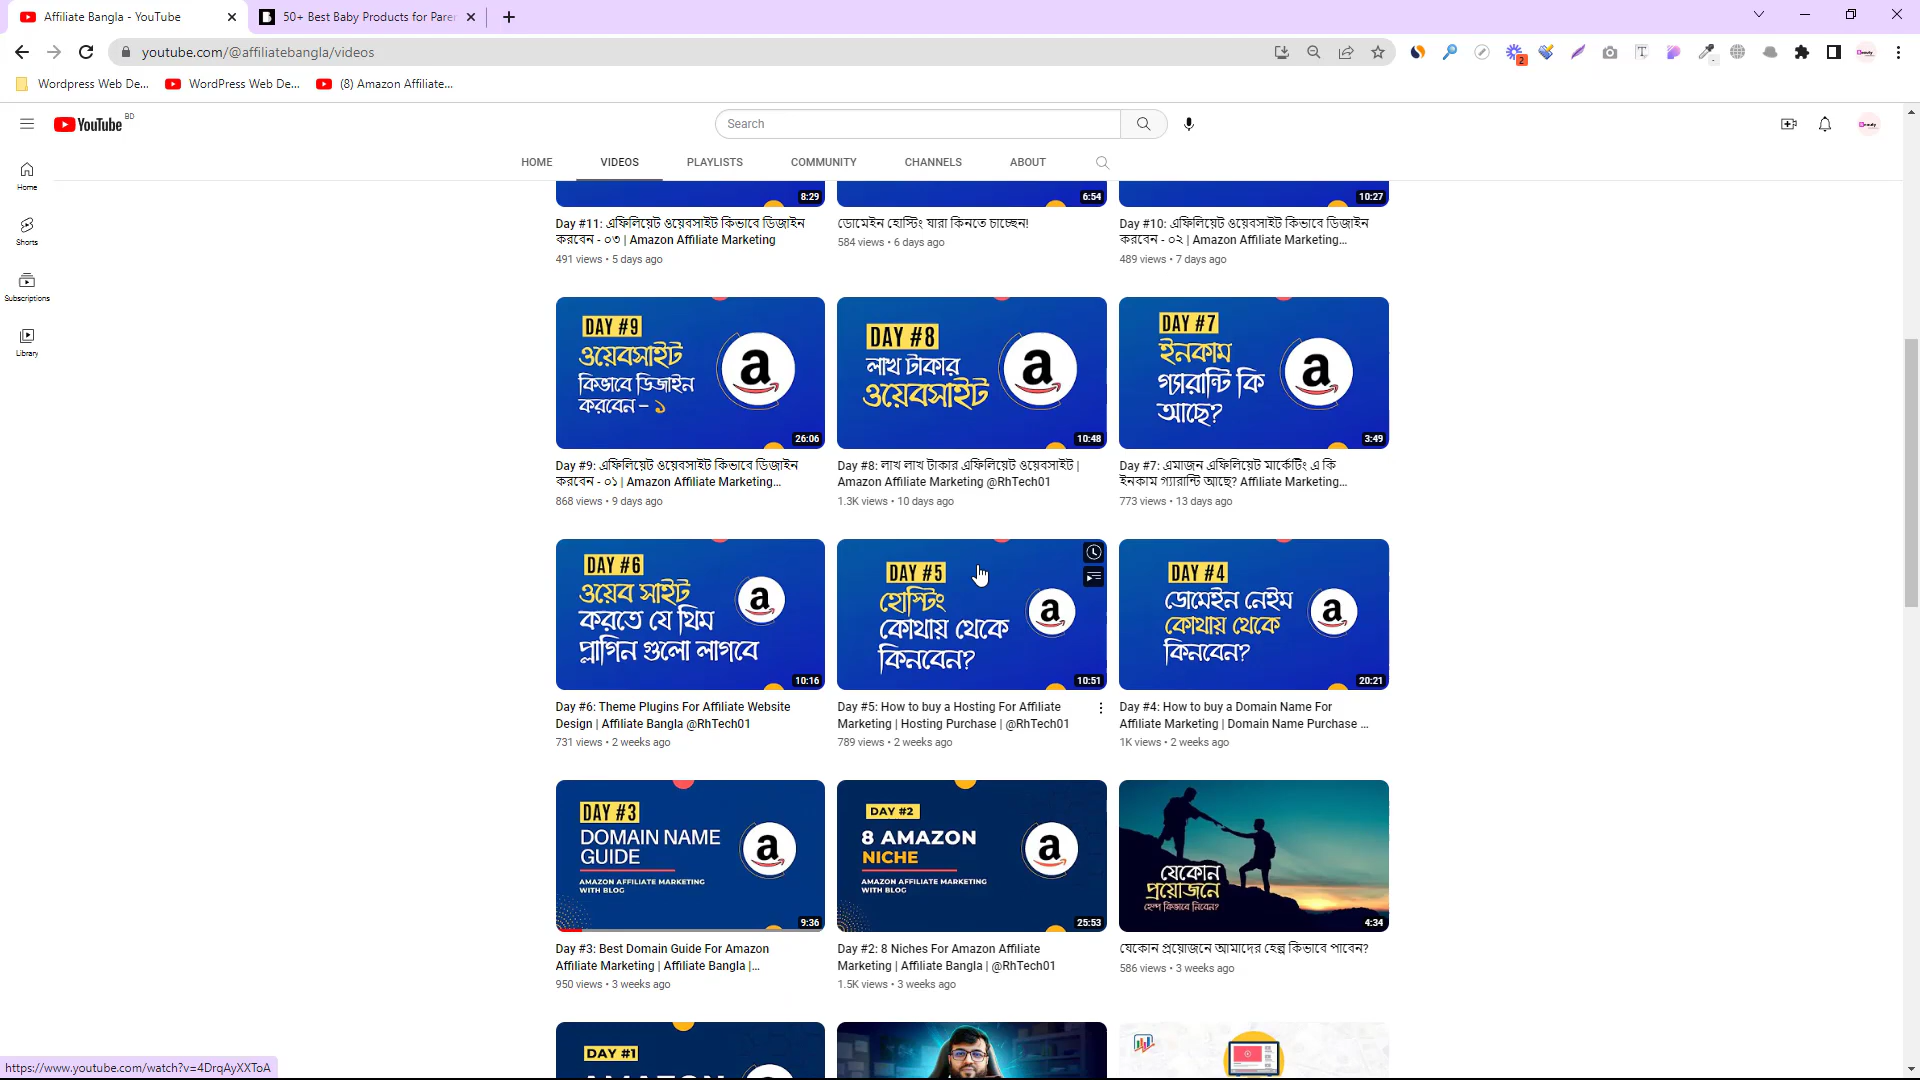 Affiliate Bangla - YouTube
50+ Best Baby Products for Paren
youtube.com/@affiliatebangla/videos
2
Wordpress Web De...
WordPress Web De...
(8) Amazon Affiliate...
YouTube BD
Search
HOME VIDEOS PLAYLISTS COMMUNITY CHANNELS ABOUT
Home
Shorts
Subscriptions
Library
8:29
6:54
10:27
Day #11: এফিলিয়েট ওয়েবসাইট কিভাবে ডিজাইন
করবেন - ০৩ | Amazon Affiliate Marketing
491 views • 5 days ago
ডোমেইন হোস্টিং যারা কিনতে চাচ্ছেন!
584 views • 6 days ago
Day #10: এফিলিয়েট ওয়েবসাইট কিভাবে ডিজাইন
করবেন - ০২ | Amazon Affiliate Marketing...
489 views • 7 days ago
DAY #9
ওয়েবসাইট
কিভাবে ডিজাইন
করবেন – ১
a
26:06
DAY #8
লাখ টাকার
ওয়েবসাইট
a
10:48
DAY #7
ইনকাম
গ্যারান্টি কি
আছে?
a
3:49
Day #9: এফিলিয়েট ওয়েবসাইট কিভাবে ডিজাইন
করবেন - ০১ | Amazon Affiliate Marketing...
868 views • 9 days ago
Day #8: লাখ লাখ টাকার এফিলিয়েট ওয়েবসাইট |
Amazon Affiliate Marketing @RhTech01
1.3K views • 10 days ago
Day #7: এমাজন এফিলিয়েট মার্কেটিং এ কি
ইনকাম গ্যারান্টি আছে? Affiliate Marketing...
773 views • 13 days ago
DAY #6
ওয়েব সাইট
করতে যে থিম
প্লাগিন গুলো লাগবে
a
10:16
DAY #5
হোস্টিং
কোথায় থেকে
কিনবেন?
a
10:51
DAY #4
ডোমেইন নেইম
কোথায় থেকে
কিনবেন?
a
20:21
Day #6: Theme Plugins For Affiliate Website
Design | Affiliate Bangla @RhTech01
731 views • 2 weeks ago
Day #5: How to buy a Hosting For Affiliate
Marketing | Hosting Purchase | @RhTech01
789 views • 2 weeks ago
Day #4: How to buy a Domain Name For
Affiliate Marketing | Domain Name Purchase ...
1K views • 2 weeks ago
DAY #3
DOMAIN NAME
GUIDE
AMAZON AFFILIATE MARKETING
WITH BLOG
a
9:36
DAY #2
8 AMAZON
NICHE
AMAZON AFFILIATE MARKETING
WITH BLOG
a
25:53
যেকোন
প্রয়োজনে
হেল্প কিভাবে নিবেন?
4:34
Day #3: Best Domain Guide For Amazon
Affiliate Marketing | Affiliate Bangla |...
950 views • 3 weeks ago
Day #2: 8 Niches For Amazon Affiliate
Marketing | Affiliate Bangla | @RhTech01
1.5K views • 3 weeks ago
যেকোন প্রয়োজনে আমাদের হেল্প কিভাবে পাবেন?
586 views • 3 weeks ago
DAY #1
AMAZON
https://www.youtube.com/watch?v=4DrqAyXXToA